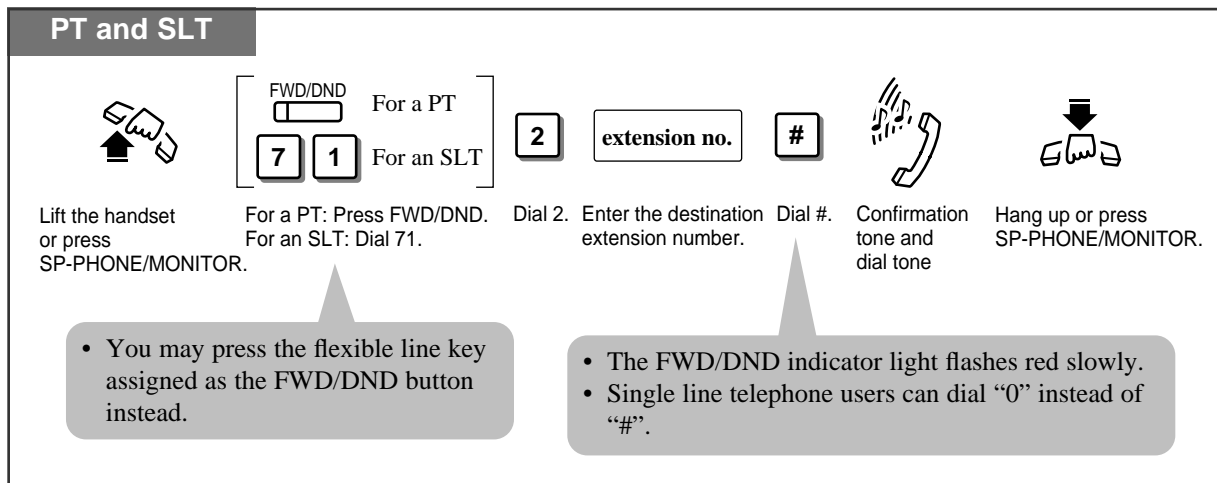 PT and SLT
FWD/DND
For a PT
7 1 For an SLT
2
extension no.
#
Lift the handset
or press
SP-PHONE/MONITOR.
For a PT: Press FWD/DND.
For an SLT: Dial 71.
Dial 2.
Enter the destination
extension number.
Dial #.
Confirmation
tone and
dial tone
Hang up or press
SP-PHONE/MONITOR.
• You may press the flexible line key
assigned as the FWD/DND button
instead.
• The FWD/DND indicator light flashes red slowly.
• Single line telephone users can dial “0” instead of
“#”.